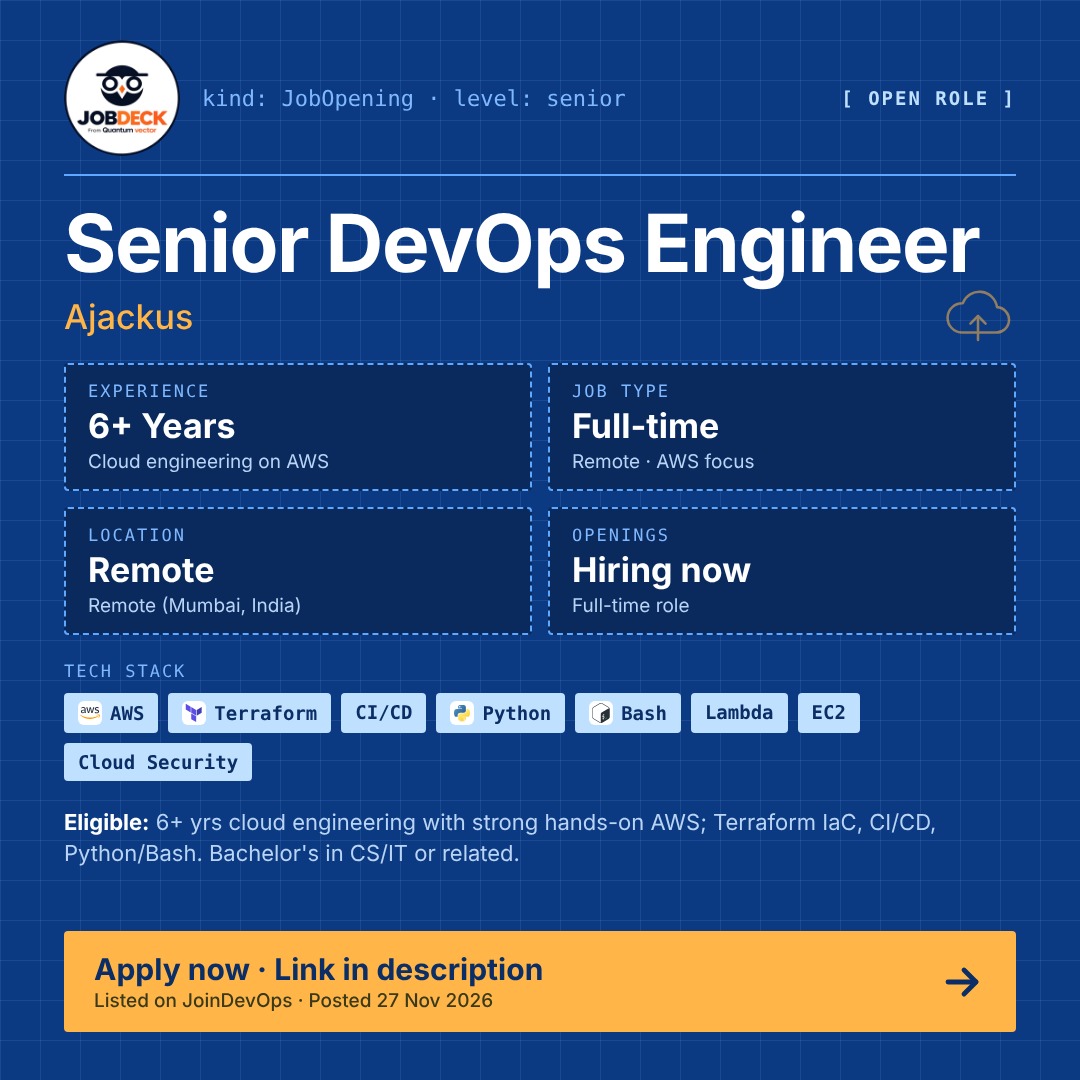 JOBDECK
From Quantum vector
kind: JobOpening · level: senior
[ OPEN ROLE ]
Senior DevOps Engineer
Ajackus
EXPERIENCE
6+ Years
Cloud engineering on AWS
JOB TYPE
Full-time
Remote · AWS focus
LOCATION
Remote
Remote (Mumbai, India)
OPENINGS
Hiring now
Full-time role
TECH STACK
aws AWS Terraform CI/CD Python Bash Lambda EC2
Cloud Security
Eligible: 6+ yrs cloud engineering with strong hands-on AWS; Terraform IaC, CI/CD,
Python/Bash. Bachelor's in CS/IT or related.
Apply now · Link in description
Listed on JoinDevOps · Posted 27 Nov 2026